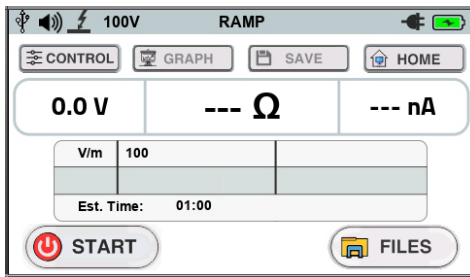 100V RAMP
CONTROL GRAPH SAVE HOME
0.0 V --- Ω --- nA
V/m 100
Est. Time: 01:00
START FILES